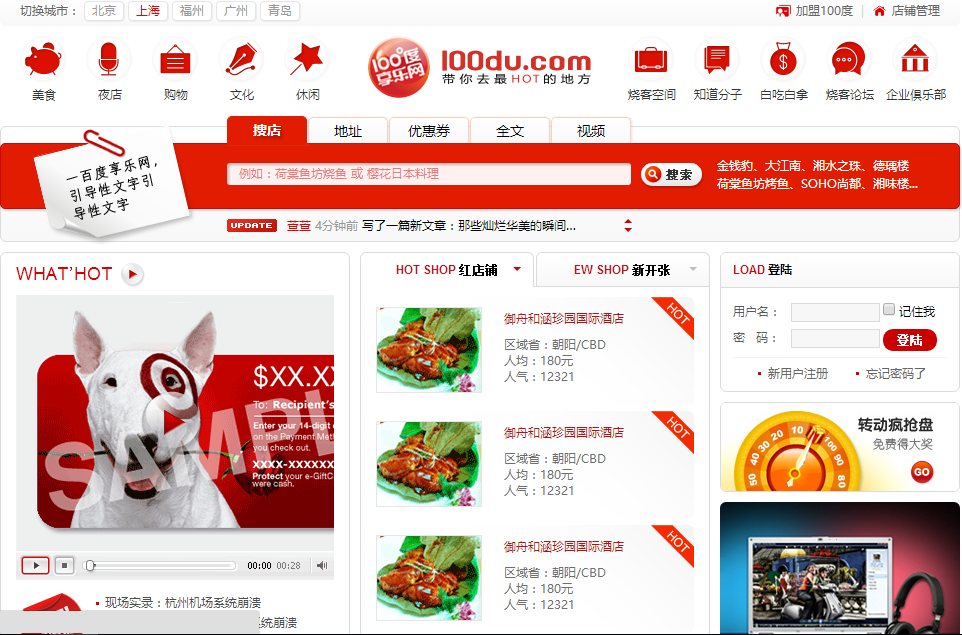 切换城市： 北京 上海 福州 广州 青岛 加盟100度 店铺管理
100°度 享乐网 100du.com
带你去最HOT的地方
美食 夜店 购物 文化 休闲 烧客空间 知道分子 白吃白拿 烧客论坛 企业俱乐部
搜店 地址 优惠券 全文 视频
一百度享乐网，
引导性文字引
导性文字
例如：荷棠鱼坊烧鱼 或 樱花日本料理 搜索
金钱豹、大江南、湘水之珠、德瑀楼
荷棠鱼坊烤鱼、SOHO尚都、湘味楼...
UPDATE 萱萱 4分钟前 写了一篇新文章：那些灿烂华美的瞬间...
WHAT'HOT
$XX.X
To: Recipient's
Enter your 14-digit
on the Payment Met
you check out.
XXXX-XXXXXX
Protect your e-GiftC
were cash.
SAMPL
00:00 00:28
现场实录：杭州机场系统崩溃
系统崩溃
HOT SHOP 红店铺 EW SHOP 新开张
HOT
御舟和涵珍园国际酒店
区域省：朝阳/CBD
人均：180元
人气：12321
HOT
御舟和涵珍园国际酒店
区域省：朝阳/CBD
人均：180元
人气：12321
HOT
御舟和涵珍园国际酒店
区域省：朝阳/CBD
人均：180元
人气：12321
LOAD 登陆
用户名： 记住我
密 码： 登陆
新用户注册 忘记密码了
转动疯抢盘
免费得大奖
GO
50 40 30 20 10 100 90 80